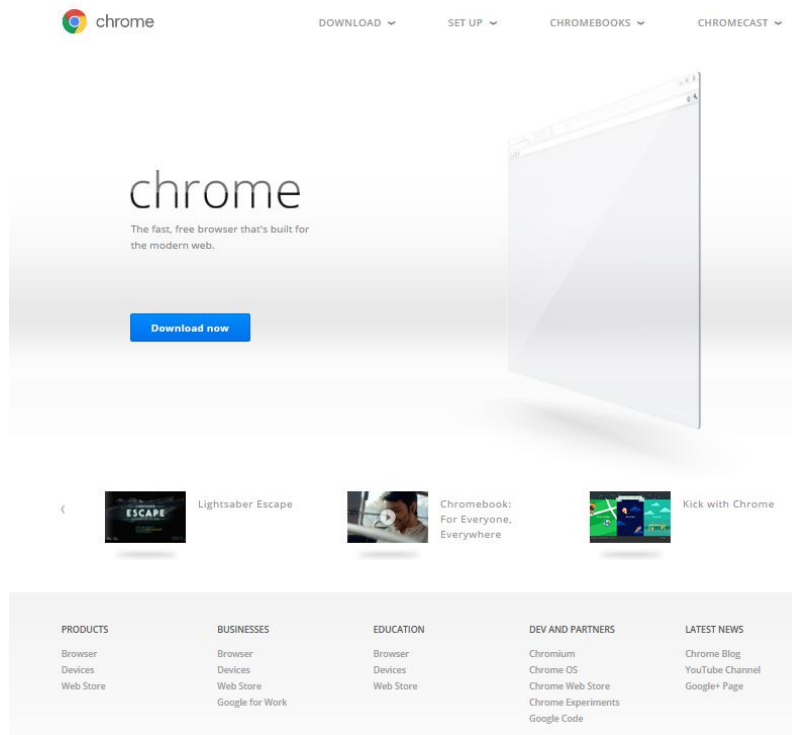 chrome
DOWNLOAD
SET UP
CHROMEBOOKS
CHROMECAST
chrome
The fast, free browser that's built for
the modern web.
Download now
ESCAPE
Lightsaber Escape
Chromebook:
For Everyone,
Everywhere
Kick with Chrome
PRODUCTS
Browser
Devices
Web Store
BUSINESSES
Browser
Devices
Web Store
Google for Work
EDUCATION
Browser
Devices
Web Store
DEV AND PARTNERS
Chromium
Chrome OS
Chrome Web Store
Chrome Experiments
Google Code
LATEST NEWS
Chrome Blog
YouTube Channel
Google+ Page